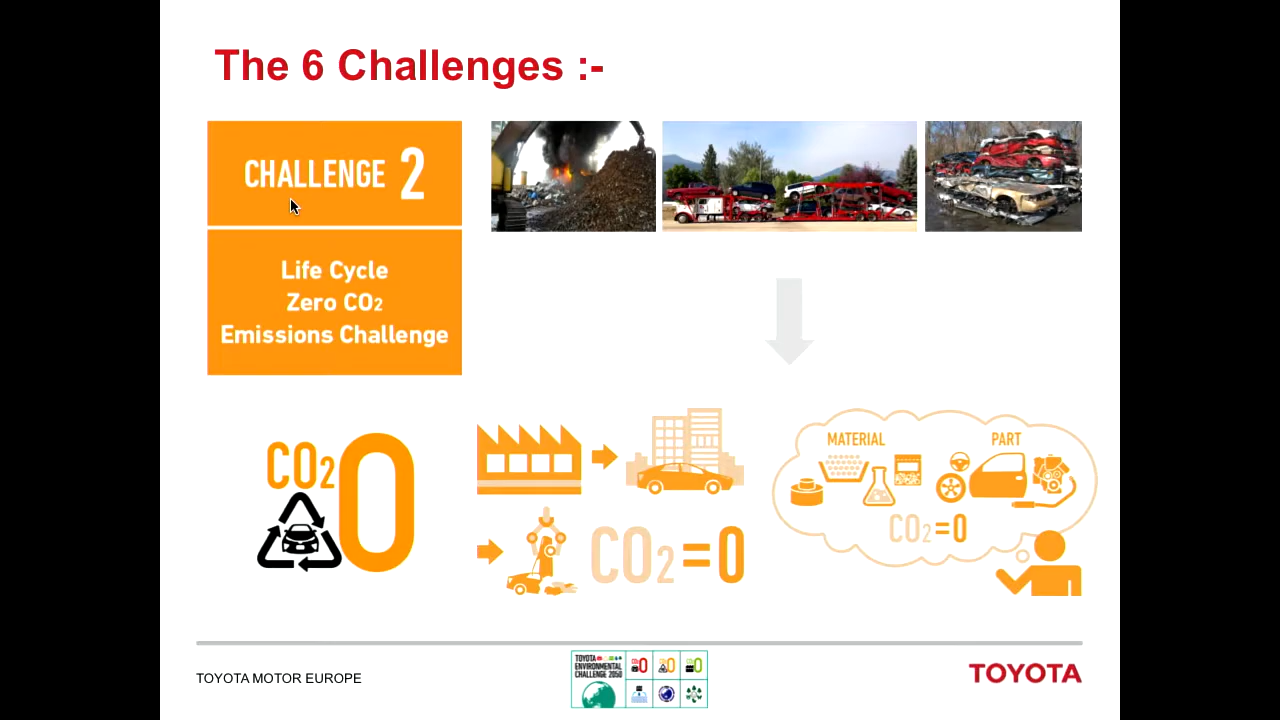 The 6 Challenges :-
CHALLENGE 2
Life Cycle
Zero CO2
Emissions Challenge
CO2 0
MATERIAL PART
CO2=0
CO2=0
TOYOTA MOTOR EUROPE
TOYOTA
ENVIRONMENTAL
CHALLENGE 2050
TOYOTA